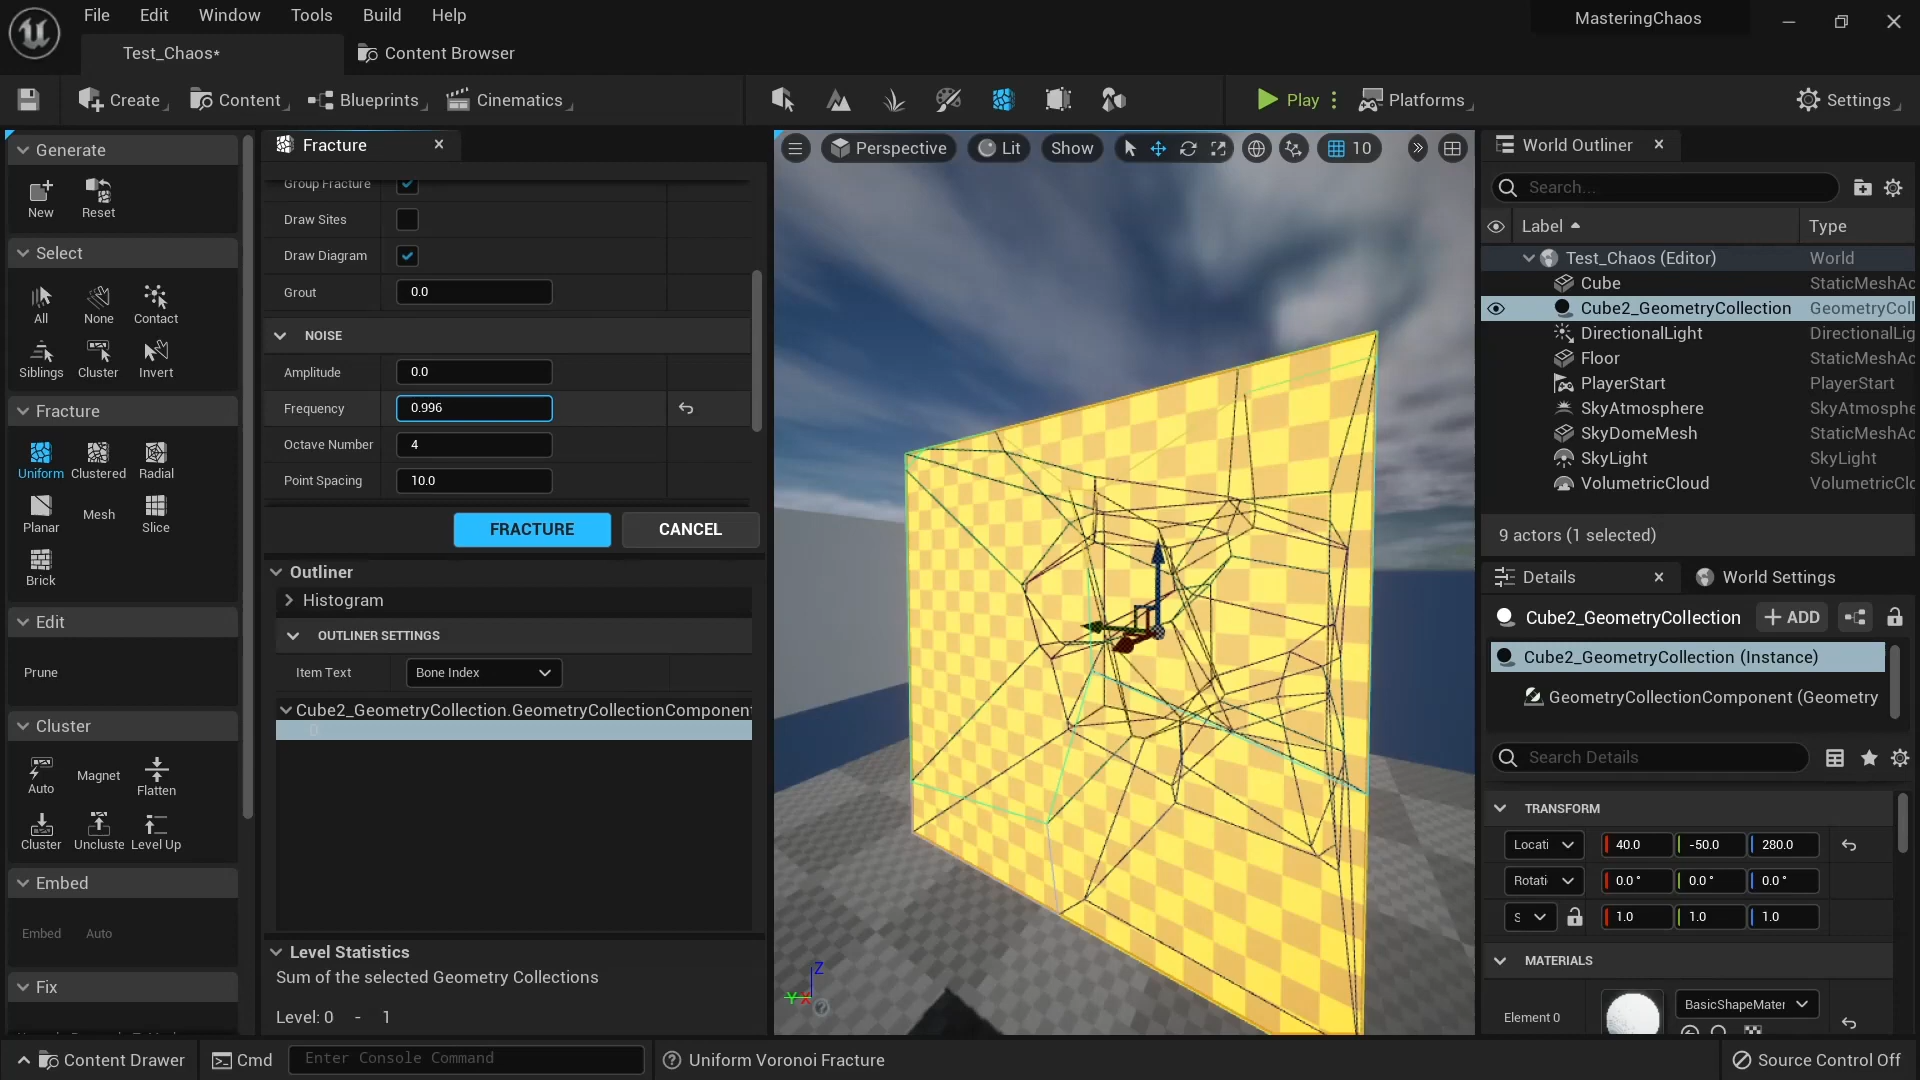 File Edit Window Tools Build Help
MasteringChaos
Test_Chaos*
Content Browser
Create
Content
Blueprints
Cinematics
Play
Platforms
Settings
Generate
New
Reset
Select
All
None
Contact
Siblings
Cluster
Invert
Fracture
Uniform
Clustered
Radial
Planar
Mesh
Slice
Brick
Edit
Prune
Cluster
Auto
Magnet
Flatten
Cluster
Uncluste
Level Up
Embed
Embed
Auto
Fix
Fracture
Group Fracture
Draw Sites
Draw Diagram
Grout 0.0
NOISE
Amplitude 0.0
Frequency 0.996
Octave Number 4
Point Spacing 10.0
FRACTURE
CANCEL
Outliner
Histogram
OUTLINER SETTINGS
Item Text Bone Index
Cube2_GeometryCollection.GeometryCollectionComponent
0
Level Statistics
Sum of the selected Geometry Collections
Level: 0 - 1
Perspective
Lit
Show
10
Z
Y X
World Outliner
Search...
Label Type
Test_Chaos (Editor) World
Cube StaticMeshAc
Cube2_GeometryCollection GeometryColl
DirectionalLight DirectionalLig
Floor StaticMeshAc
PlayerStart PlayerStart
SkyAtmosphere SkyAtmosphe
SkyDomeMesh StaticMeshAc
SkyLight SkyLight
VolumetricCloud VolumetricClo
9 actors (1 selected)
Details
World Settings
Cube2_GeometryCollection
ADD
Cube2_GeometryCollection (Instance)
GeometryCollectionComponent (Geometry
Search Details
TRANSFORM
Locati 40.0 -50.0 280.0
Rotati 0.0° 0.0° 0.0°
S 1.0 1.0 1.0
MATERIALS
Element 0
BasicShapeMater
Content Drawer
Cmd
Enter Console Command
Uniform Voronoi Fracture
Source Control Off